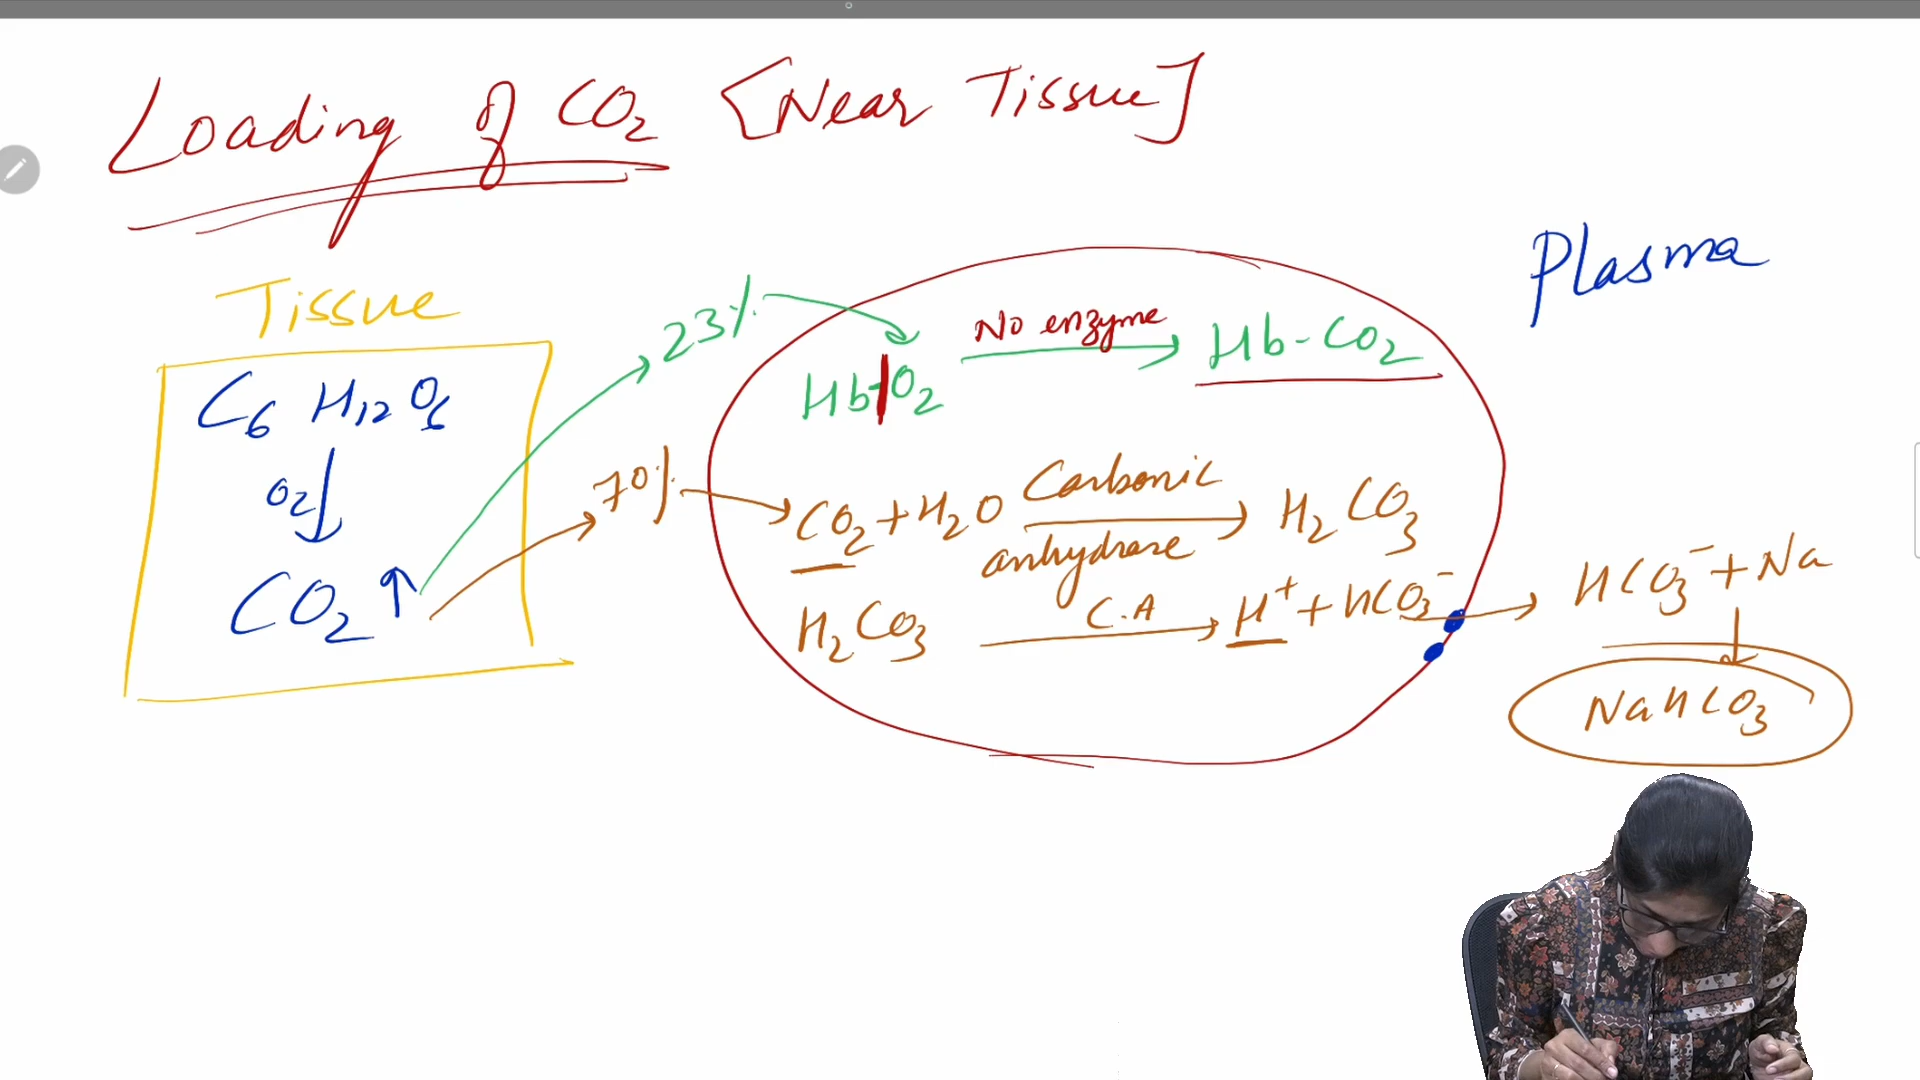 Loading of CO2 [Near Tissue]
Plasma
Tissue
C6 H12 O6
O2
CO2 ↑
23%
Hb-O2
No enzyme
Hb-CO2
70%
CO2 + H2O
Carbonic
anhydrase
H2CO3
H2CO3
C.A
H+ + HCO3-
HCO3- + Na
NaHCO3